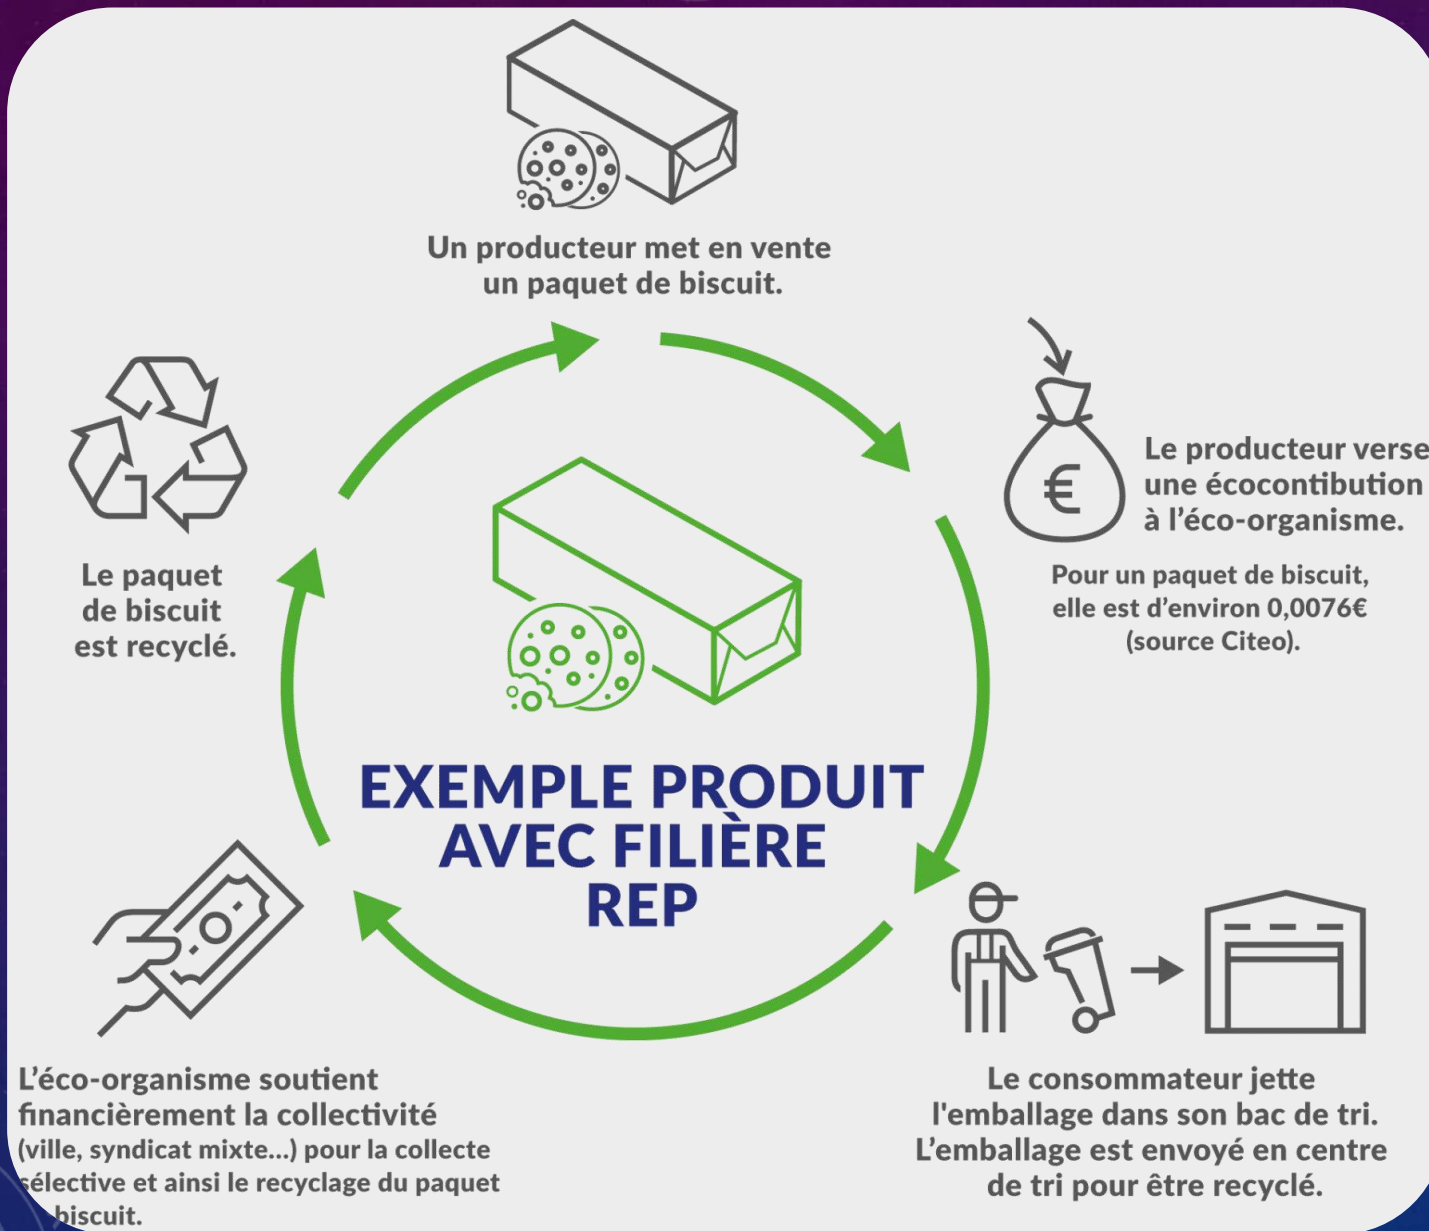 Un producteur met en vente
un paquet de biscuit.
€
Le producteur verse
une écocontibution
à l'éco-organisme.
Pour un paquet de biscuit,
elle est d'environ 0,0076€
(source Citeo).
Le paquet
de biscuit
est recyclé.
EXEMPLE PRODUIT
AVEC FILIÈRE
REP
L'éco-organisme soutient
financièrement la collectivité
(ville, syndicat mixte...) pour la collecte
sélective et ainsi le recyclage du paquet
biscuit.
Le consommateur jette
l'emballage dans son bac de tri.
L'emballage est envoyé en centre
de tri pour être recyclé.